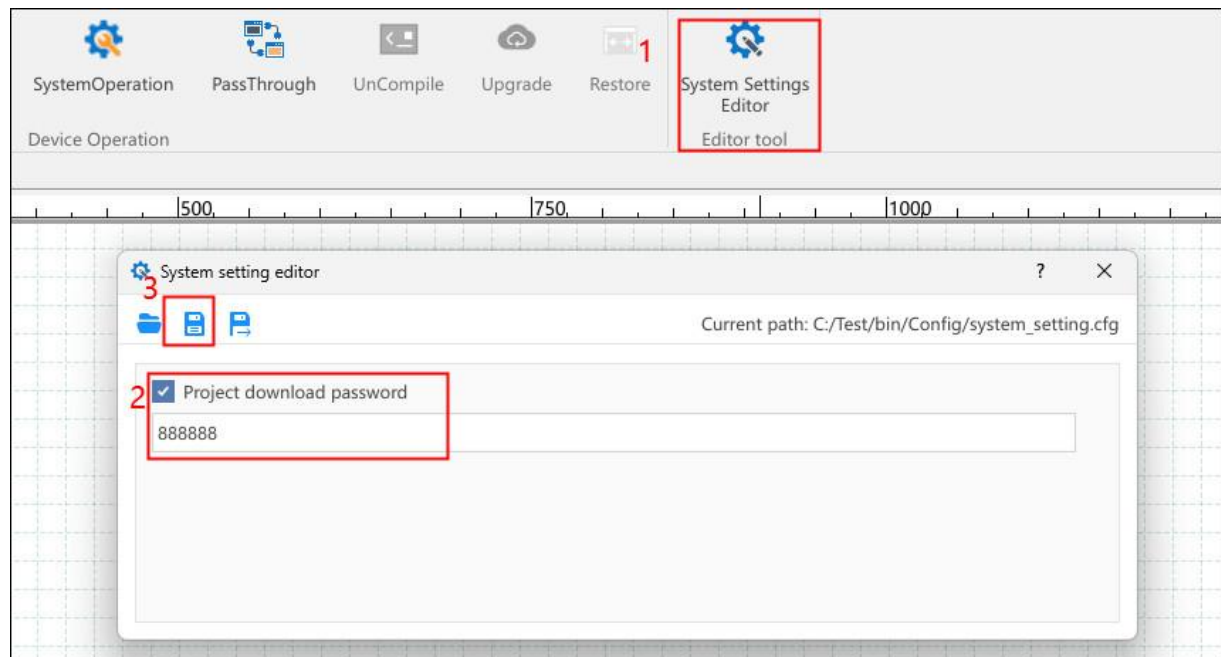 SystemOperation
PassThrough
UnCompile
Upgrade
Restore
1
System Settings
Editor
Device Operation
Editor tool
500
750
1000
System setting editor
?
3
Current path: C:/Test/bin/Config/system_setting.cfg
2
Project download password
888888